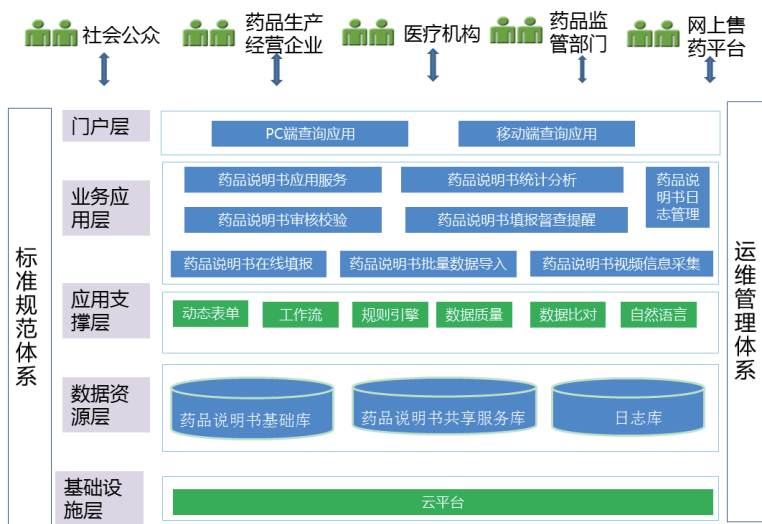 社会公众
药品生产
经营企业
医疗机构
药品监
管部门
网上售
药平台
标准规范体系
门户层
PC端查询应用
移动端查询应用
业务应
用层
药品说明书应用服务
药品说明书统计分析
药品说
明书日
志管理
药品说明书审核校验
药品说明书填报督查提醒
药品说明书在线填报
药品说明书批量数据导入
药品说明书视频信息采集
应用支
撑层
动态表单
工作流
规则引擎
数据质量
数据比对
自然语言
数据资
源层
药品说明书基础库
药品说明书共享服务库
日志库
基础设
施层
云平台
运维管理体系